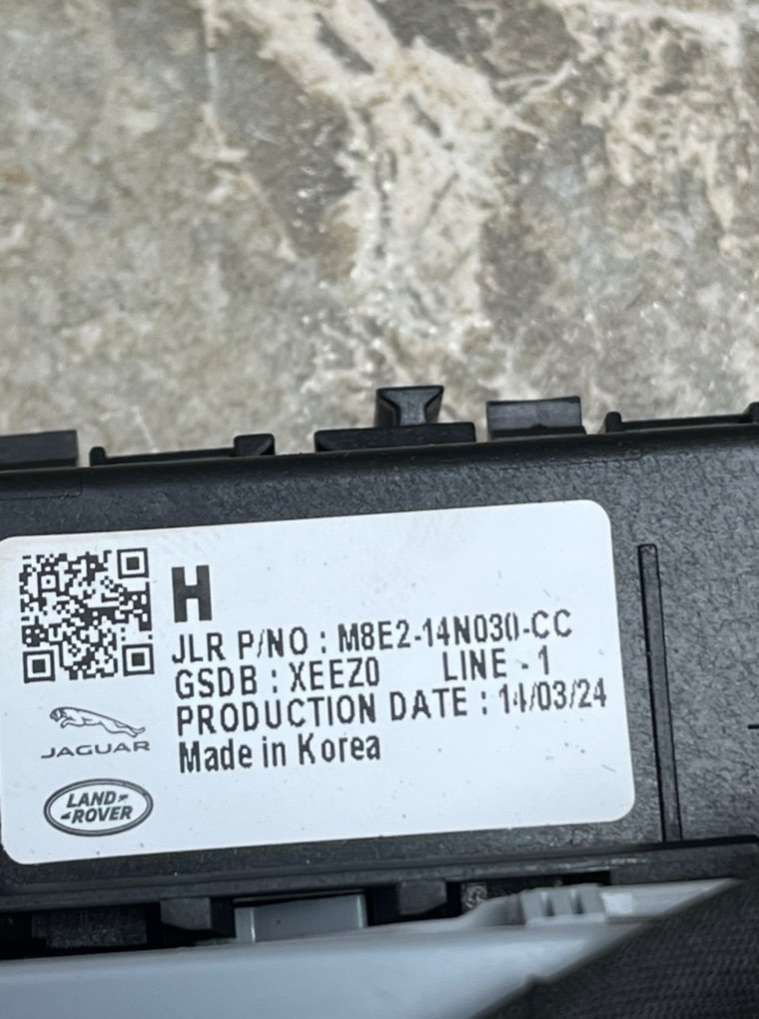 H
JLR P/NO : M8E2-14N030-CC
GSDB : XEEZ0 LINE - 1
PRODUCTION DATE : 14/03/24
Made in Korea
JAGUAR
LAND
ROVER